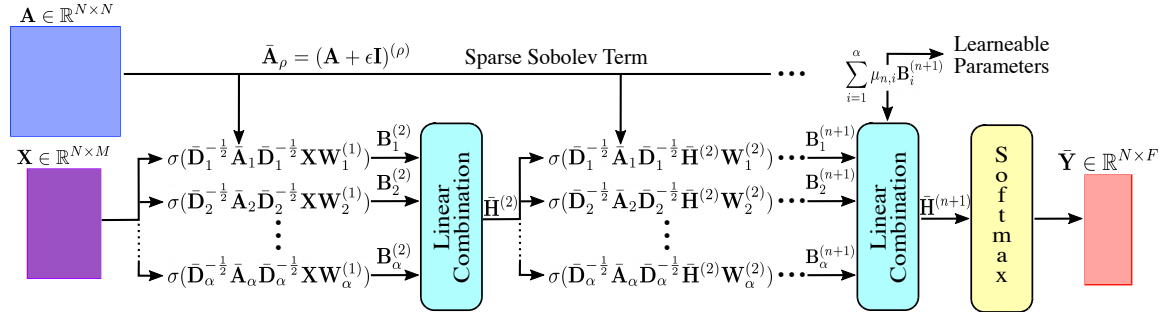 𝐀 ∈ ℝ^{N×N}
Ā_ρ = (𝐀 + ϵ𝐈)^{(ρ)}
Sparse Sobolev Term
∑_{i=1}^{α} μ_{n,i} B_i^{(n+1)}
Learneable
Parameters
𝐗 ∈ ℝ^{N×M}
σ(D̄_1^{-1/2} Ā_1 D̄_1^{-1/2} X W_1^{(1)})
B_1^{(2)}
σ(D̄_2^{-1/2} Ā_2 D̄_2^{-1/2} X W_2^{(1)})
B_2^{(2)}
σ(D̄_α^{-1/2} Ā_α D̄_α^{-1/2} X W_α^{(1)})
B_α^{(2)}
Linear
Combination
H̄^{(2)}
σ(D̄_1^{-1/2} Ā_1 D̄_1^{-1/2} H̄^{(2)} W_1^{(2)})
B_1^{(n+1)}
σ(D̄_2^{-1/2} Ā_2 D̄_2^{-1/2} H̄^{(2)} W_2^{(2)})
B_2^{(n+1)}
σ(D̄_α^{-1/2} Ā_α D̄_α^{-1/2} H̄^{(2)} W_α^{(2)})
B_α^{(n+1)}
Linear
Combination
H̄^{(n+1)}
Softmax
Ȳ ∈ ℝ^{N×F}